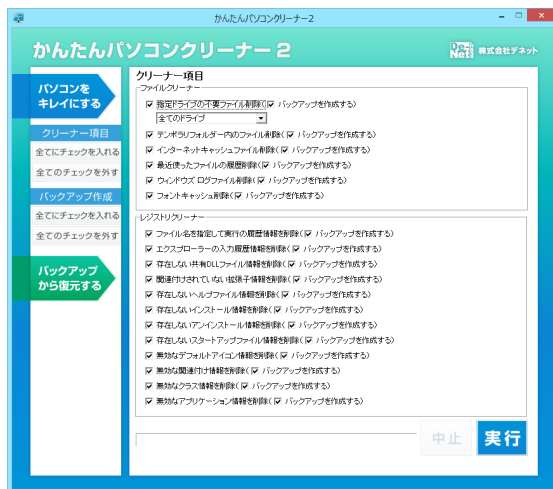 かんたんパソコンクリーナー2
かんたんパソコンクリーナー 2
De-Net 株式会社デネット
パソコンを
キレイにする
クリーナー項目
全てにチェックを入れる
全てのチェックを外す
バックアップ作成
全てにチェックを入れる
全てのチェックを外す
バックアップ
から復元する
クリーナー項目
ファイルクリーナー
指定ドライブの不要ファイル削除( バックアップを作成する)
全てのドライブ
テンポラリフォルダー内のファイル削除( バックアップを作成する)
インターネットキャッシュファイル削除( バックアップを作成する)
最近使ったファイルの履歴削除( バックアップを作成する)
ウィンドウズ ログファイル削除( バックアップを作成する)
フォントキャッシュ削除( バックアップを作成する)
レジストリクリーナー
ファイル名を指定して実行の履歴情報を削除( バックアップを作成する)
エクスプローラーの入力履歴情報を削除( バックアップを作成する)
存在しない共有DLLファイル情報を削除( バックアップを作成する)
関連付けされていない拡張子情報を削除( バックアップを作成する)
存在しないヘルプファイル情報を削除( バックアップを作成する)
存在しないインストール情報を削除( バックアップを作成する)
存在しないアンインストール情報を削除( バックアップを作成する)
存在しないスタートアップファイル情報を削除( バックアップを作成する)
無効なデフォルトアイコン情報を削除( バックアップを作成する)
無効な関連付け情報を削除( バックアップを作成する)
無効なクラス情報を削除( バックアップを作成する)
無効なアプリケーション情報を削除( バックアップを作成する)
中止
実行